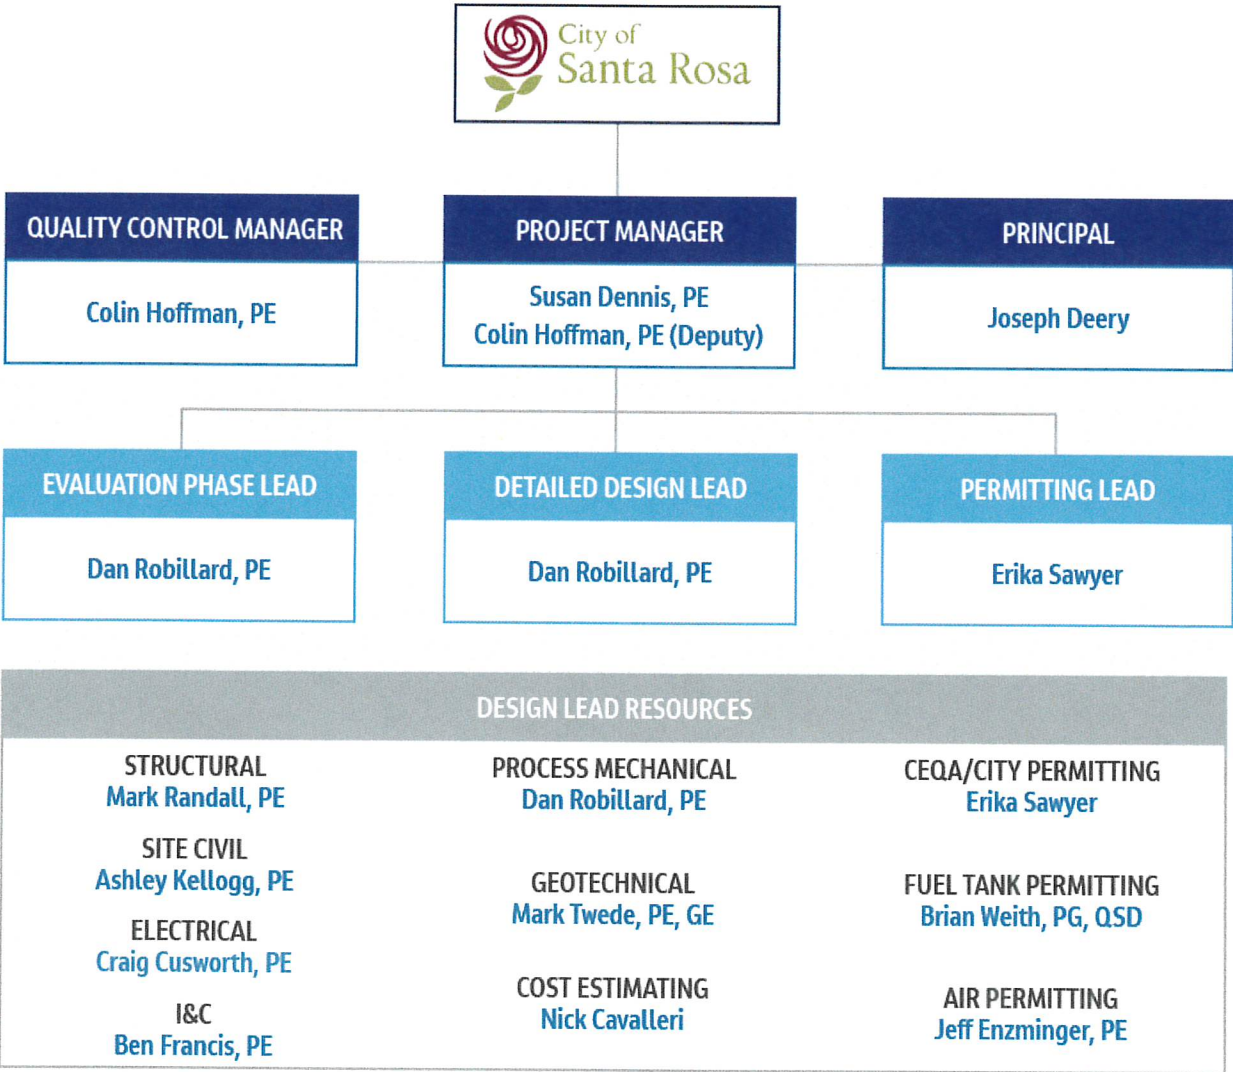 City of
Santa Rosa
QUALITY CONTROL MANAGER
Colin Hoffman, PE
PROJECT MANAGER
Susan Dennis, PE
Colin Hoffman, PE (Deputy)
PRINCIPAL
Joseph Deery
EVALUATION PHASE LEAD
Dan Robillard, PE
DETAILED DESIGN LEAD
Dan Robillard, PE
PERMITTING LEAD
Erika Sawyer
DESIGN LEAD RESOURCES
STRUCTURAL
Mark Randall, PE
SITE CIVIL
Ashley Kellogg, PE
ELECTRICAL
Craig Cusworth, PE
I&C
Ben Francis, PE
PROCESS MECHANICAL
Dan Robillard, PE
GEOTECHNICAL
Mark Twede, PE, GE
COST ESTIMATING
Nick Cavalleri
CEQA/CITY PERMITTING
Erika Sawyer
FUEL TANK PERMITTING
Brian Weith, PG, QSD
AIR PERMITTING
Jeff Enzminger, PE